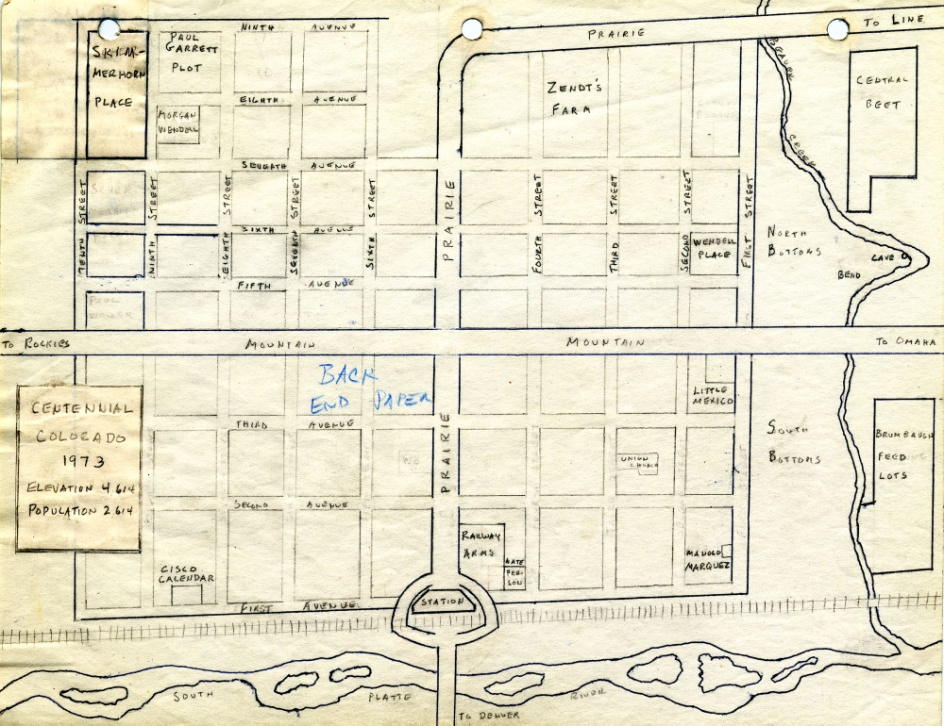 NINTH AVENUE
PRAIRIE
TO LINE
SKIM-
MERHORN
PLACE
PAUL
GARRETT
PLOT
ZENDT'S
FARM
BEAVER
CREEK
CENTRAL
BEET
EIGHTH AVENUE
MORGAN
WENDELL
SEVENTH AVENUE
TENTH STREET
NINTH STREET
EIGHTH STREET
SEVENTH STREET
SIXTH STREET
PRAIRIE
FOURTH STREET
THIRD STREET
SECOND STREET
FIRST STREET
SIXTH AVENUE
WENDELL
PLACE
NORTH
BOTTOMS
CAVE
BEND
FIFTH AVENUE
TO ROCKIES
MOUNTAIN
MOUNTAIN
TO OMAHA
BACK
END PAPER
LITTLE
MEXICO
CENTENNIAL
COLORADO
1973
ELEVATION 4614
POPULATION 2614
THIRD AVENUE
PRAIRIE
UNION
CHURCH
SOUTH
BOTTOMS
BRUMBAUGH
FEED
LOTS
SECOND AVENUE
RAILWAY
ARMS
MANOLO
MARQUEZ
CISCO
CALENDAR
FIRST AVENUE
STATION
SOUTH PLATTE RIVER
TO DENVER